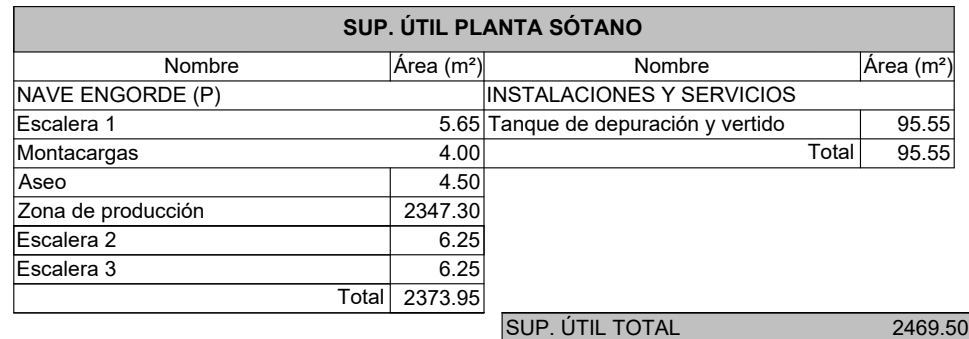 SUP. ÚTIL PLANTA SÓTANO
Nombre Área (m²) Nombre Área (m²)
NAVE ENGORDE (P) INSTALACIONES Y SERVICIOS
Escalera 1 5.65 Tanque de depuración y vertido 95.55
Montacargas 4.00 Total 95.55
Aseo 4.50
Zona de producción 2347.30
Escalera 2 6.25
Escalera 3 6.25
Total 2373.95
SUP. ÚTIL TOTAL 2469.50